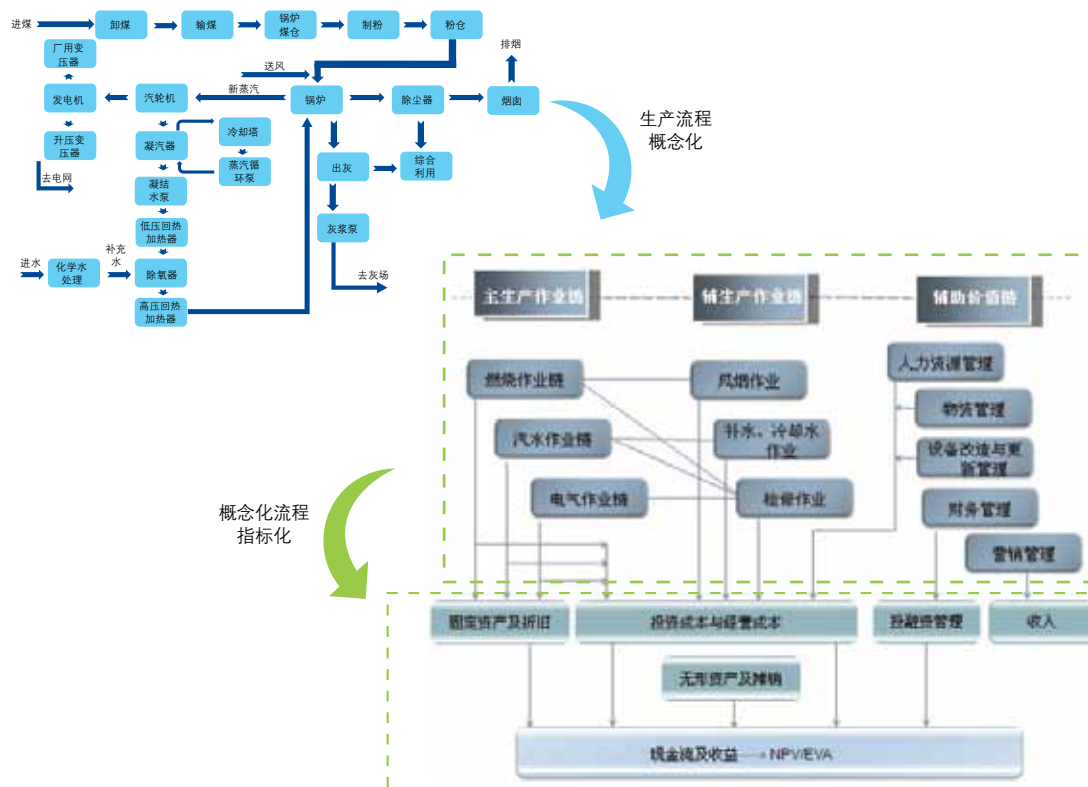 进煤
卸煤
输煤
锅炉
煤仓
制粉
粉仓
厂用变
压器
送风
排烟
发电机
汽轮机
新蒸汽
锅炉
除尘器
烟囱
生产流程
概念化
升压变
压器
凝汽器
冷却塔
出灰
综合
利用
蒸汽循
环泵
去电网
凝结
水泵
低压回热
加热器
灰浆泵
进水
化学水
处理
补充
水
除氧器
去灰场
高压回热
加热器
主生产作业链
辅生产作业链
辅助价值链
燃烧作业链
风烟作业
人力资源管理
物资管理
汽水作业链
补水、冷却水
作业
设备改造与更
新管理
电气作业链
检修作业
财务管理
营销管理
概念化流程
指标化
固定资产及折旧
投资成本与经营成本
投融资管理
收入
无形资产及摊销
现金流及收益----→NPV/EVA